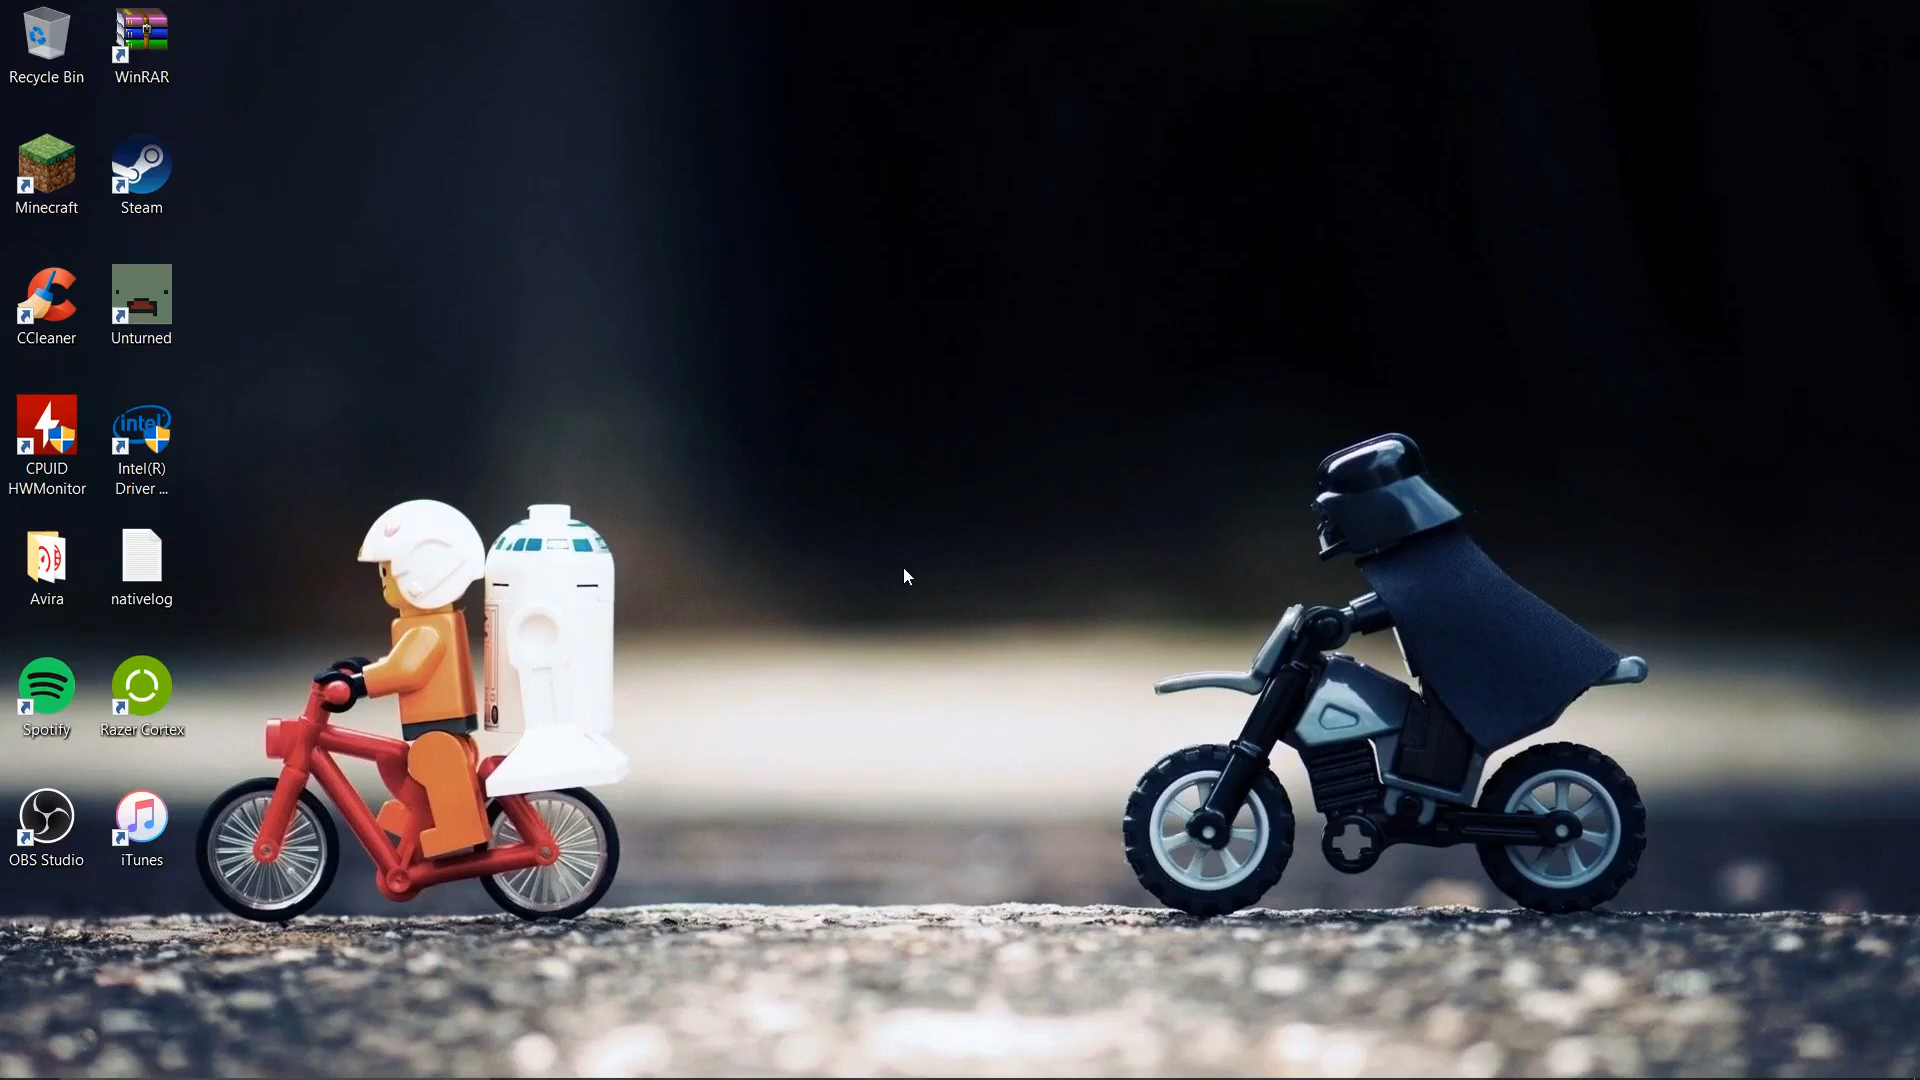 Recycle Bin
WinRAR
Minecraft
Steam
CCleaner
Unturned
CPUID
HWMonitor
intel
Intel(R)
Driver ...
Avira
nativelog
Spotify
Razer Cortex
OBS Studio
iTunes